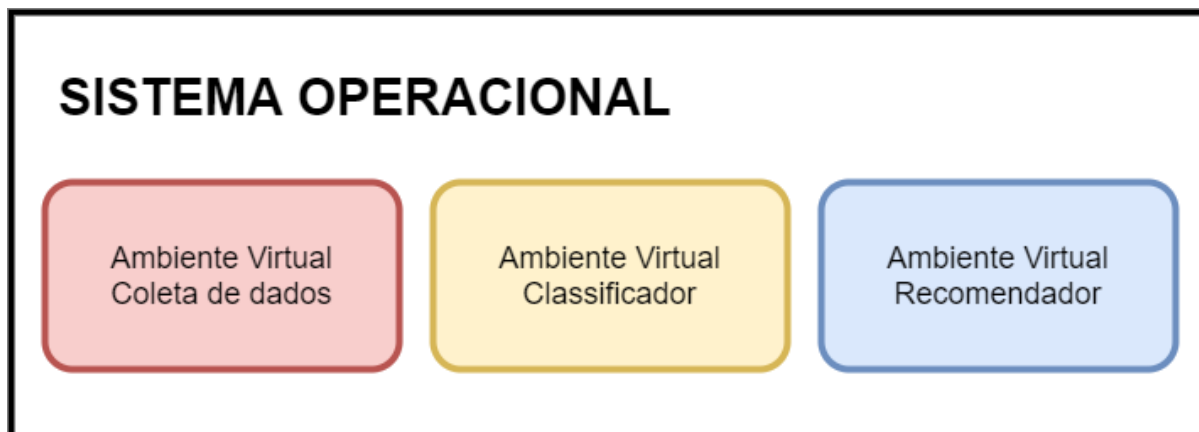 SISTEMA OPERACIONAL
Ambiente Virtual
Coleta de dados
Ambiente Virtual
Classificador
Ambiente Virtual
Recomendador